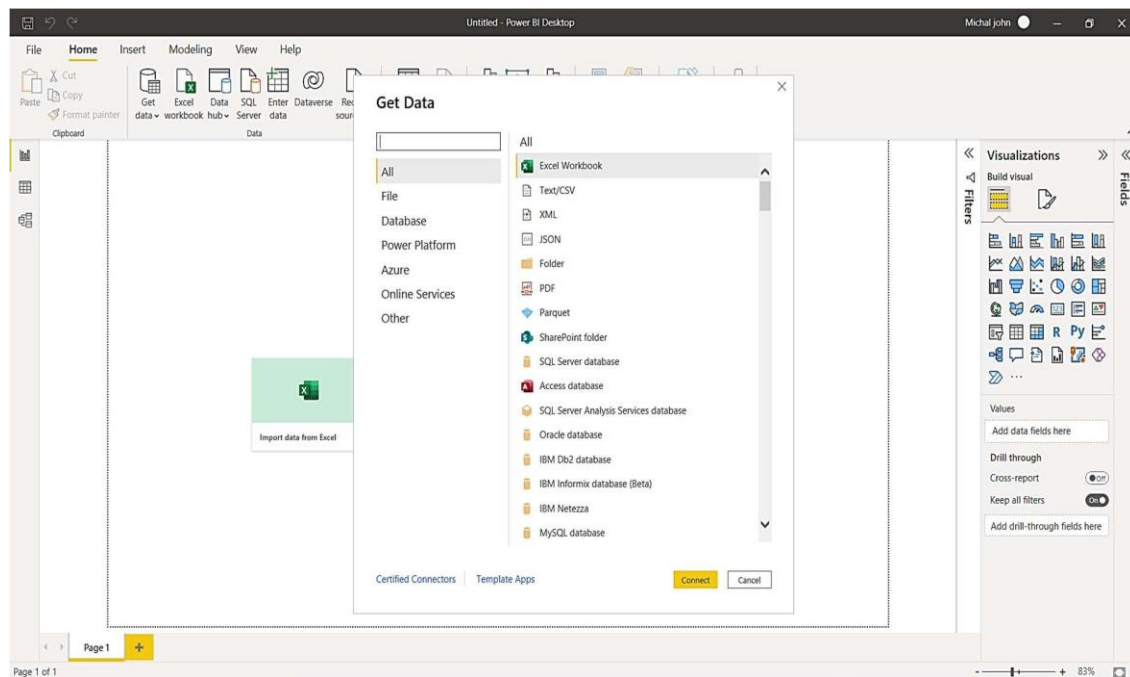 Untitled - Power BI Desktop
Michal john
File Home Insert Modeling View Help
Paste
Cut
Copy
Format painter
Clipboard
Get data
Excel workbook
Data hub
SQL Server
Enter data
Dataverse
Data
Get Data
All
File
Database
Power Platform
Azure
Online Services
Other
All
Excel Workbook
Text/CSV
XML
JSON
Folder
PDF
Parquet
SharePoint folder
SQL Server database
Access database
SQL Server Analysis Services database
Oracle database
IBM Db2 database
IBM Informix database (Beta)
IBM Netezza
MySQL database
Certified Connectors
Template Apps
Connect
Cancel
Import data from Excel
Filters
Visualizations
Build visual
R Py
Values
Add data fields here
Drill through
Cross-report
Off
Keep all filters
On
Add drill-through fields here
Fields
Page 1
Page 1 of 1
83%